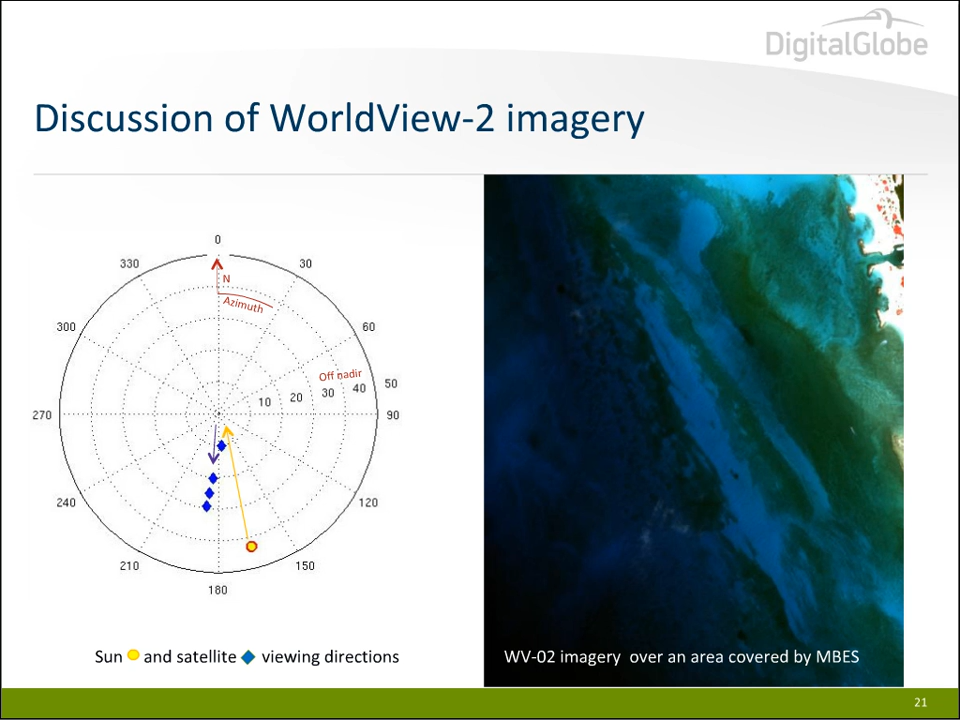 DigitalGlobe
Discussion of WorldView-2 imagery
0
330
30
N
Azimuth
300
60
Off nadir
10
20
30
40
50
270
90
240
120
210
150
180
Sun and satellite viewing directions
WV-02 imagery over an area covered by MBES
21